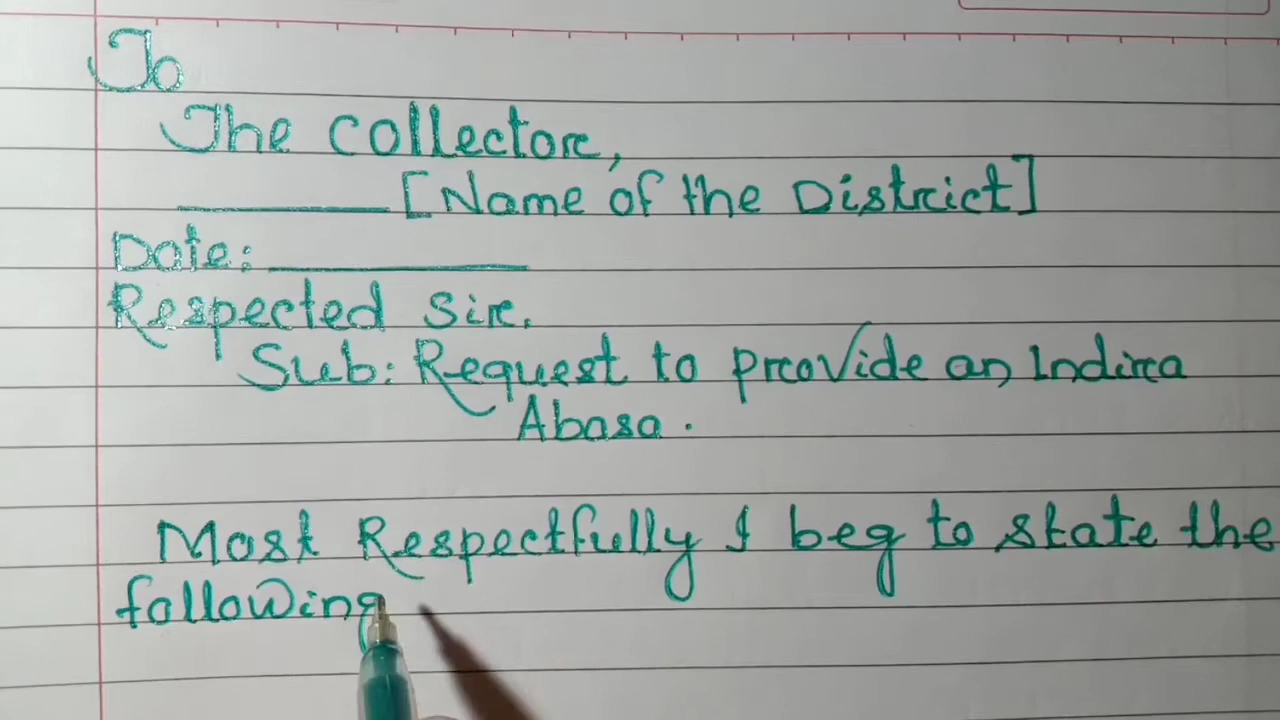 To
The Collector,
________ [Name of the District]
Date: ____________
Respected Sir.
Sub: Request to provide an Indira
Abasa.
Most Respectfully I beg to state the
following